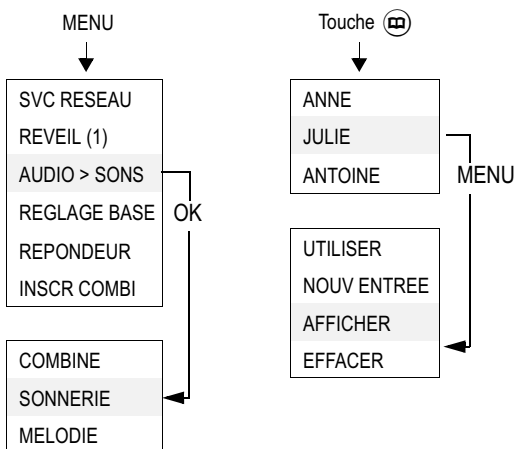 MENU
SVC RESEAU
REVEIL (1)
AUDIO > SONS
REGLAGE BASE
REPONDEUR
INSCR COMBI
OK
COMBINE
SONNERIE
MELODIE
Touche
ANNE
JULIE
ANTOINE
MENU
UTILISER
NOUV ENTREE
AFFICHER
EFFACER